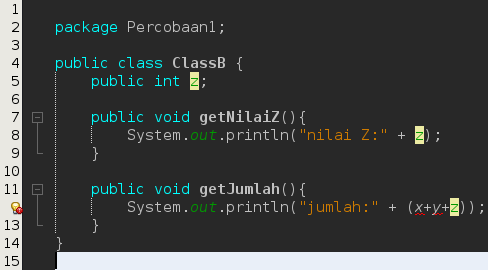 1
2 package Percobaan1;
3
4 public class ClassB {
5 public int z;
6
7 public void getNilaiZ(){
8 System.out.println("nilai Z:" + z);
9 }
10
11 public void getJumlah(){
System.out.println("jumlah:" + (x+y+z));
13 }
14 }
15